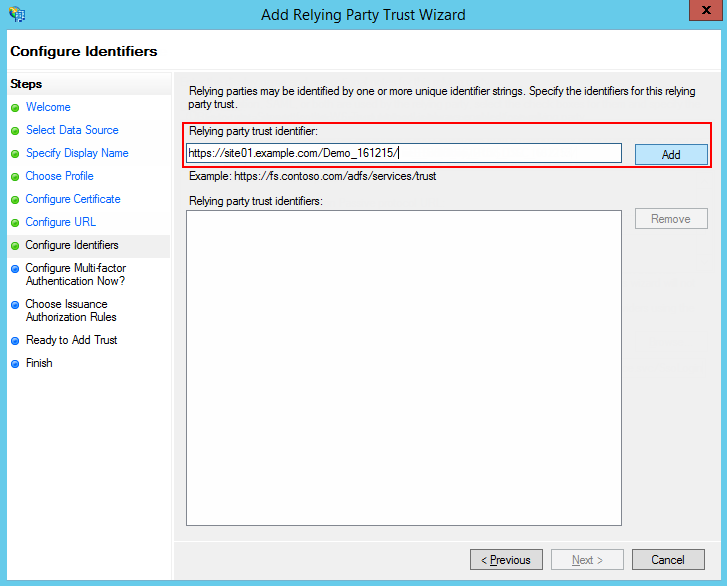 Add Relying Party Trust Wizard
X
Configure Identifiers
Steps
Welcome
Select Data Source
Specify Display Name
Choose Profile
Configure Certificate
Configure URL
Configure Identifiers
Configure Multi-factor
Authentication Now?
Choose Issuance
Authorization Rules
Ready to Add Trust
Finish
Relying parties may be identified by one or more unique identifier strings. Specify the identifiers for this relying
party trust.
Relying party trust identifier:
https://site01.example.com/Demo_161215/
Add
Example: https://fs.contoso.com/adfs/services/trust
Relying party trust identifiers:
Remove
< Previous
Next >
Cancel